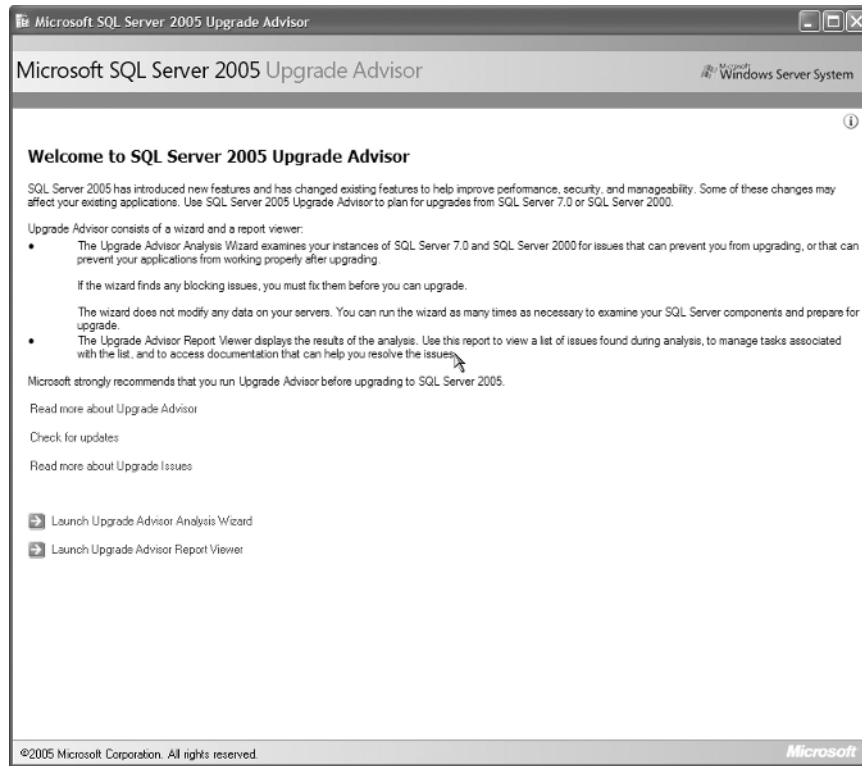 Microsoft SQL Server 2005 Upgrade Advisor
Microsoft SQL Server 2005 Upgrade Advisor
Microsoft
Windows Server System
Welcome to SQL Server 2005 Upgrade Advisor
SQL Server 2005 has introduced new features and has changed existing features to help improve performance, security, and manageability. Some of these changes may
affect your existing applications. Use SQL Server 2005 Upgrade Advisor to plan for upgrades from SQL Server 7.0 or SQL Server 2000.
Upgrade Advisor consists of a wizard and a report viewer:
• The Upgrade Advisor Analysis Wizard examines your instances of SQL Server 7.0 and SQL Server 2000 for issues that can prevent you from upgrading, or that can
prevent your applications from working properly after upgrading.
If the wizard finds any blocking issues, you must fix them before you can upgrade.
The wizard does not modify any data on your servers. You can run the wizard as many times as necessary to examine your SQL Server components and prepare for
upgrade.
• The Upgrade Advisor Report Viewer displays the results of the analysis. Use this report to view a list of issues found during analysis, to manage tasks associated
with the list, and to access documentation that can help you resolve the issues.
Microsoft strongly recommends that you run Upgrade Advisor before upgrading to SQL Server 2005.
Read more about Upgrade Advisor
Check for updates
Read more about Upgrade Issues
Launch Upgrade Advisor Analysis Wizard
Launch Upgrade Advisor Report Viewer
©2005 Microsoft Corporation. All rights reserved.
Microsoft